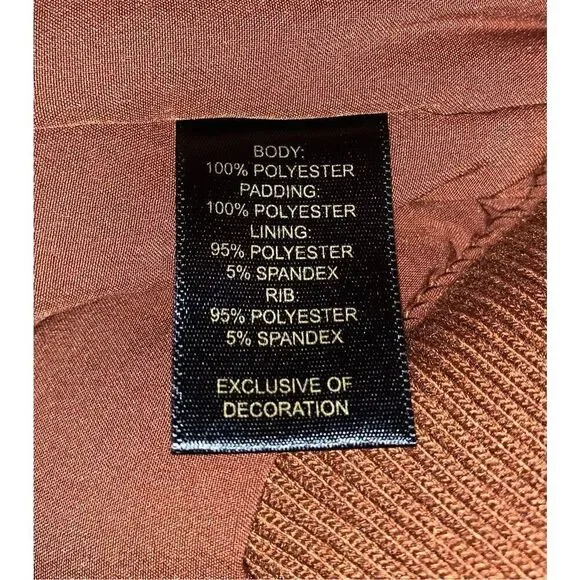 BODY:
100% POLYESTER
PADDING:
100% POLYESTER
LINING:
95% POLYESTER
5% SPANDEX
RIB:
95% POLYESTER
5% SPANDEX
EXCLUSIVE OF
DECORATION